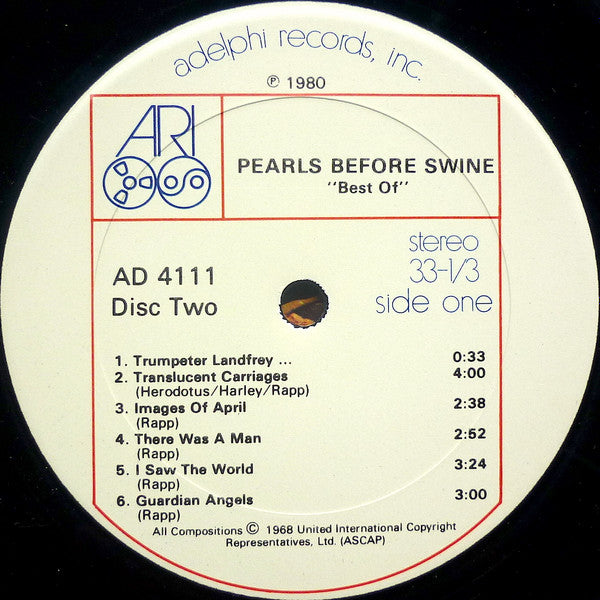 adelphi records, inc.
℗ 1980
ARI
PEARLS BEFORE SWINE
"Best Of"
stereo
33-1/3
side one
AD 4111
Disc Two
1. Trumpeter Landfrey ... 0:33
2. Translucent Carriages 4:00
(Herodotus/Harley/Rapp)
3. Images Of April 2:38
(Rapp)
4. There Was A Man 2:52
(Rapp)
5. I Saw The World 3:24
(Rapp)
6. Guardian Angels 3:00
(Rapp)
All Compositions © 1968 United International Copyright
Representatives, Ltd. (ASCAP)